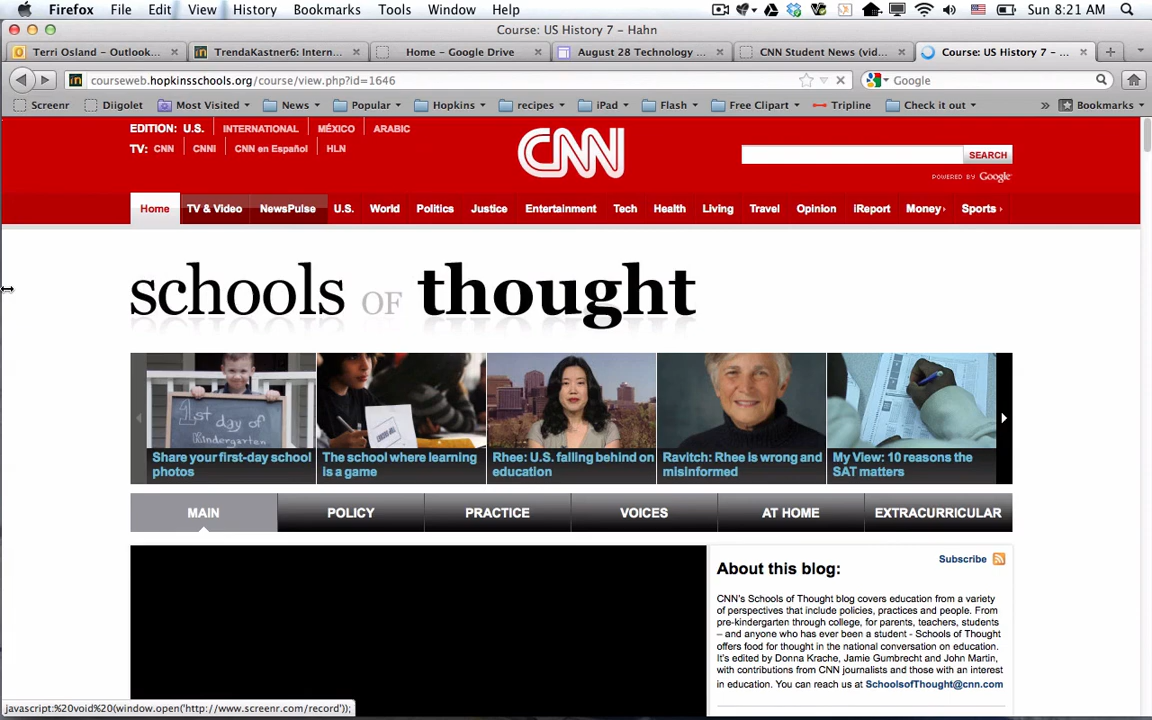 Firefox File Edit View History Bookmarks Tools Window Help Sun 8:21 AM
Course: US History 7 - Hahn
Terri Osland – Outlook... TrendaKastner6: Intern... Home – Google Drive August 28 Technology ... CNN Student News (vid... Course: US History 7 – ...
courseweb.hopkinsschools.org/course/view.php?id=1646 Google
Screenr Diigolet Most Visited News Popular Hopkins recipes iPad Flash Free Clipart Tripline Check it out » Bookmarks
EDITION: U.S. INTERNATIONAL MÉXICO ARABIC
TV: CNN CNNI CNN en Español HLN
CNN
SEARCH
POWERED BY Google
Home TV & Video NewsPulse U.S. World Politics Justice Entertainment Tech Health Living Travel Opinion iReport Money› Sports›
schools OF thought
1st day of
Kindergarten
Share your first-day school photos
The school where learning is a game
Rhee: U.S. falling behind on education
Ravitch: Rhee is wrong and misinformed
My View: 10 reasons the SAT matters
MAIN POLICY PRACTICE VOICES AT HOME EXTRACURRICULAR
Subscribe
About this blog:
CNN's Schools of Thought blog covers education from a variety
of perspectives that include policies, practices and people. From
pre-kindergarten through college, for parents, teachers, students
– and anyone who has ever been a student - Schools of Thought
offers food for thought in the national conversation on education.
It's edited by Donna Krache, Jamie Gumbrecht and John Martin,
with contributions from CNN journalists and those with an interest
in education. You can reach us at SchoolsofThought@cnn.com
javascript:%20void%20(window.open('http://www.screenr.com/record'));